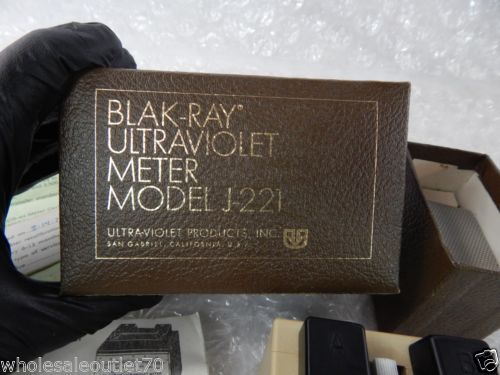 BLAK-RAY®
ULTRAVIOLET
METER
MODEL J-221
ULTRA-VIOLET PRODUCTS, INC.
SAN GABRIEL, CALIFORNIA, U.S.A.
A
wholesaleoutlet70